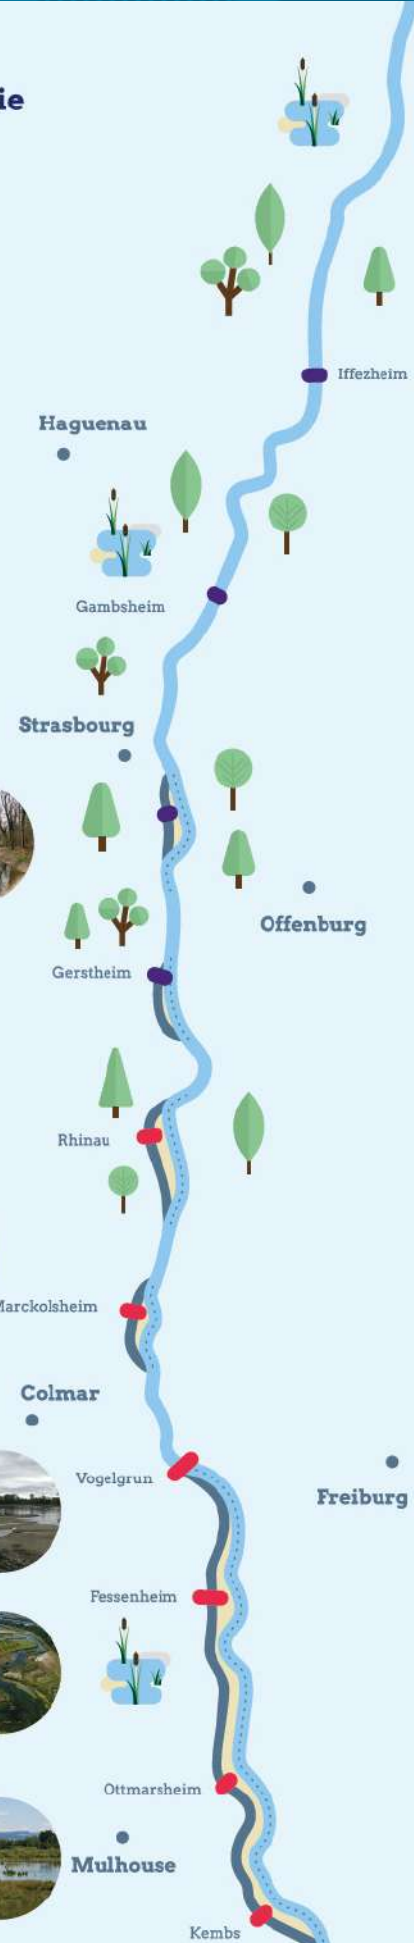 ie
Iffezheim
Haguenau
Gambsheim
Strasbourg
Offenburg
Gerstheim
Rhinau
Marckolsheim
Colmar
Vogelgrun
Freiburg
Fessenheim
Ottmarsheim
Mulhouse
Kembs